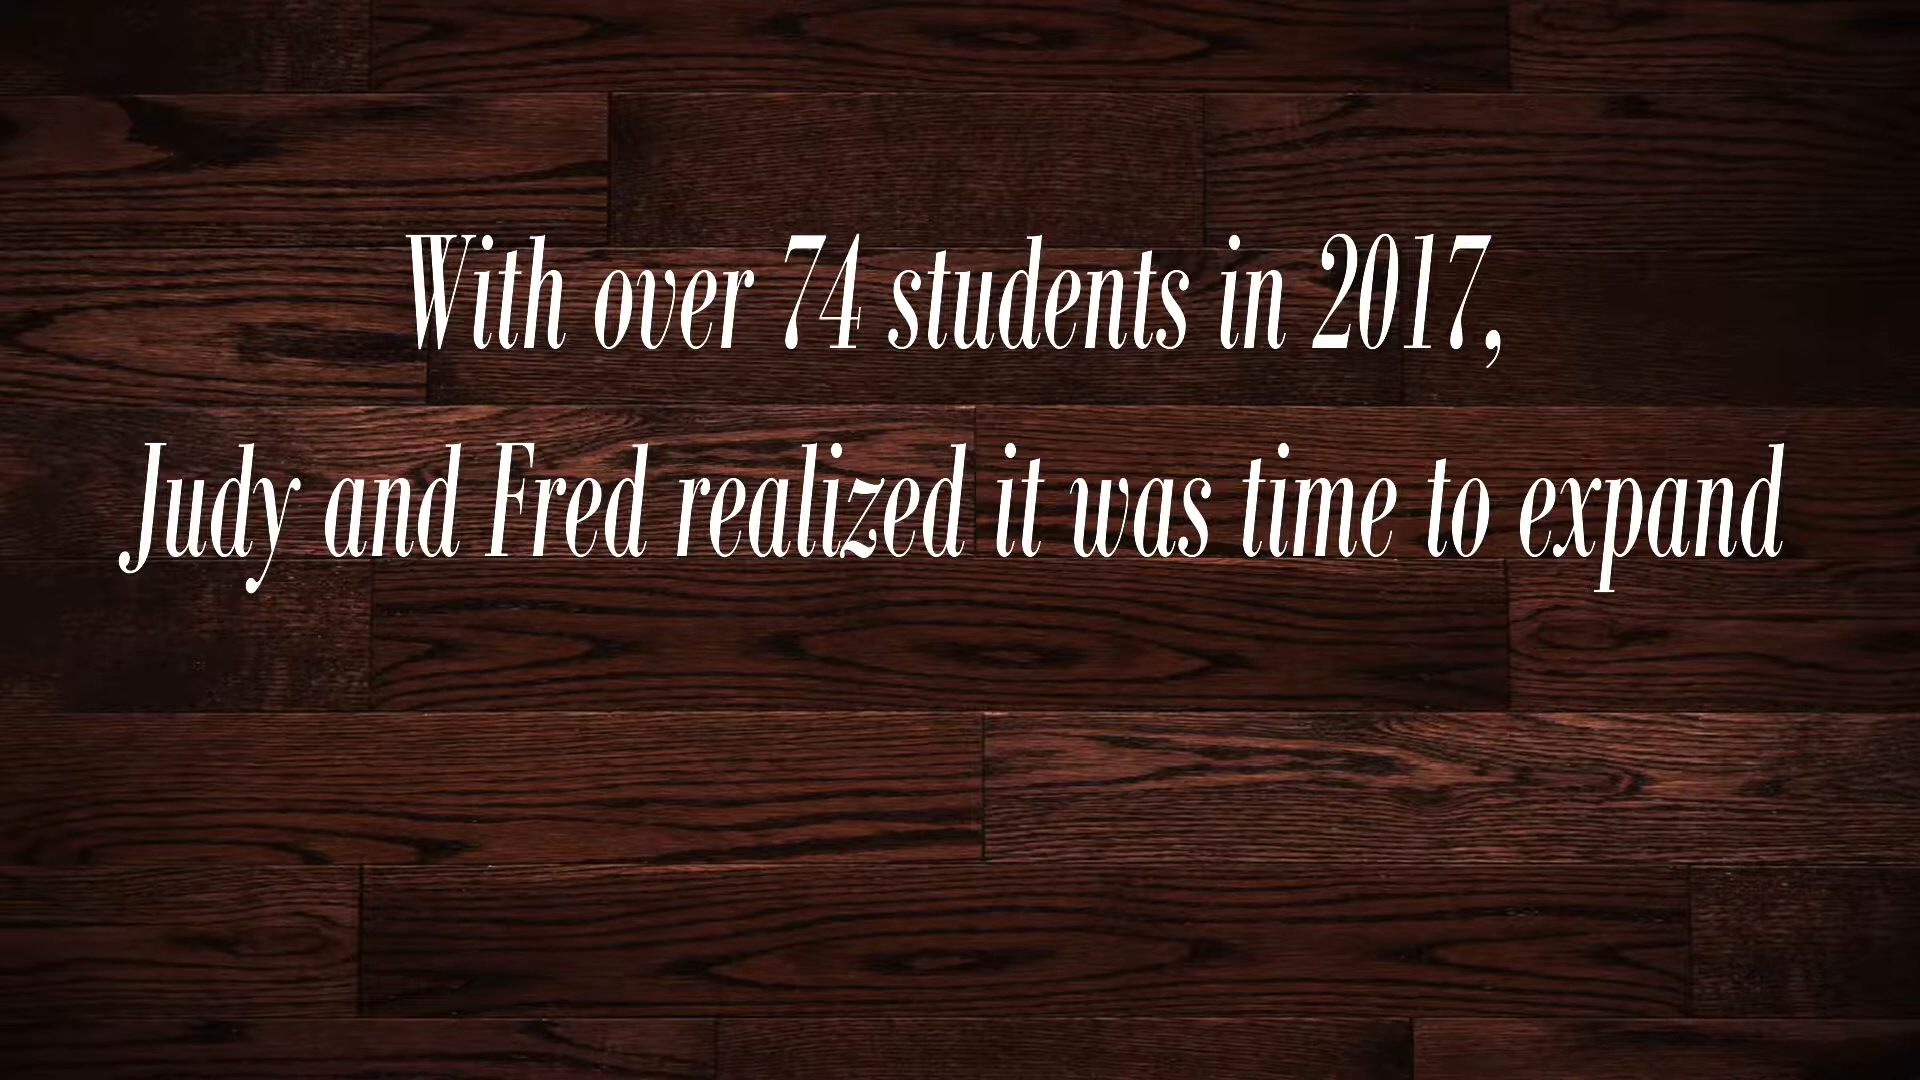 With over 74 students in 2017,
Judy and Fred realized it was time to expand